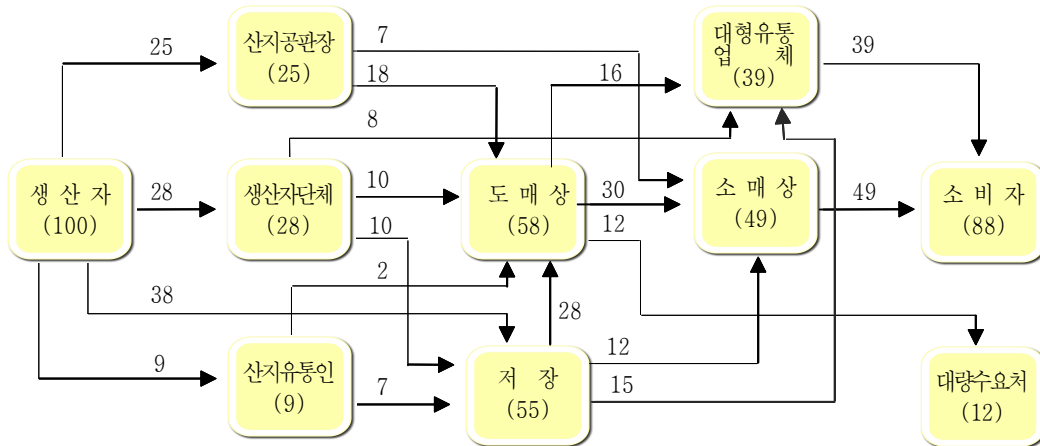 25
산지공판장
(25)
7
18
대형유통
업 체
(39)
39
16
8
생 산 자
(100)
28
생산자단체
(28)
10
10
도 매 상
(58)
30
12
소 매 상
(49)
49
소 비 자
(88)
2
38
28
9
산지유통인
(9)
7
저 장
(55)
12
15
대량수요처
(12)